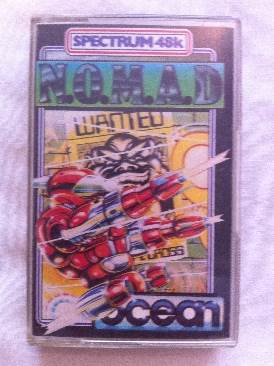 SPECTRUM 48k
N.O.M.A.D
WANTED
ocean